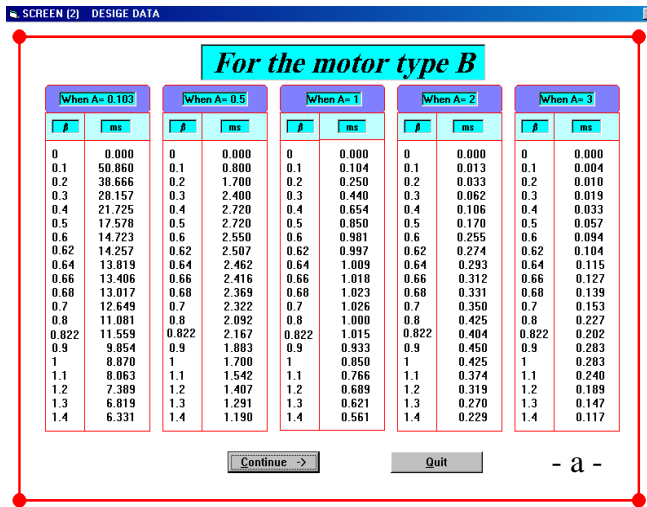 SCREEN (2) DESIGE DATA
For the motor type B
When A= 0.103 When A= 0.5 When A= 1 When A= 2 When A= 3
β ms β ms β ms β ms β ms
0 0.000 0 0.000 0 0.000 0 0.000 0 0.000
0.1 50.860 0.1 0.800 0.1 0.104 0.1 0.013 0.1 0.004
0.2 38.666 0.2 1.700 0.2 0.250 0.2 0.033 0.2 0.010
0.3 28.157 0.3 2.400 0.3 0.440 0.3 0.062 0.3 0.019
0.4 21.725 0.4 2.720 0.4 0.654 0.4 0.106 0.4 0.033
0.5 17.578 0.5 2.720 0.5 0.850 0.5 0.170 0.5 0.057
0.6 14.723 0.6 2.550 0.6 0.981 0.6 0.255 0.6 0.094
0.62 14.257 0.62 2.507 0.62 0.997 0.62 0.274 0.62 0.104
0.64 13.819 0.64 2.462 0.64 1.009 0.64 0.293 0.64 0.115
0.66 13.406 0.66 2.416 0.66 1.018 0.66 0.312 0.66 0.127
0.68 13.017 0.68 2.369 0.68 1.023 0.68 0.331 0.68 0.139
0.7 12.649 0.7 2.322 0.7 1.026 0.7 0.350 0.7 0.153
0.8 11.081 0.8 2.092 0.8 1.000 0.8 0.425 0.8 0.227
0.822 11.559 0.822 2.167 0.822 1.015 0.822 0.404 0.822 0.202
0.9 9.854 0.9 1.883 0.9 0.933 0.9 0.450 0.9 0.283
1 8.870 1 1.700 1 0.850 1 0.425 1 0.283
1.1 8.063 1.1 1.542 1.1 0.766 1.1 0.374 1.1 0.240
1.2 7.389 1.2 1.407 1.2 0.689 1.2 0.319 1.2 0.189
1.3 6.819 1.3 1.291 1.3 0.621 1.3 0.270 1.3 0.147
1.4 6.331 1.4 1.190 1.4 0.561 1.4 0.229 1.4 0.117
Continue -> Quit - a -